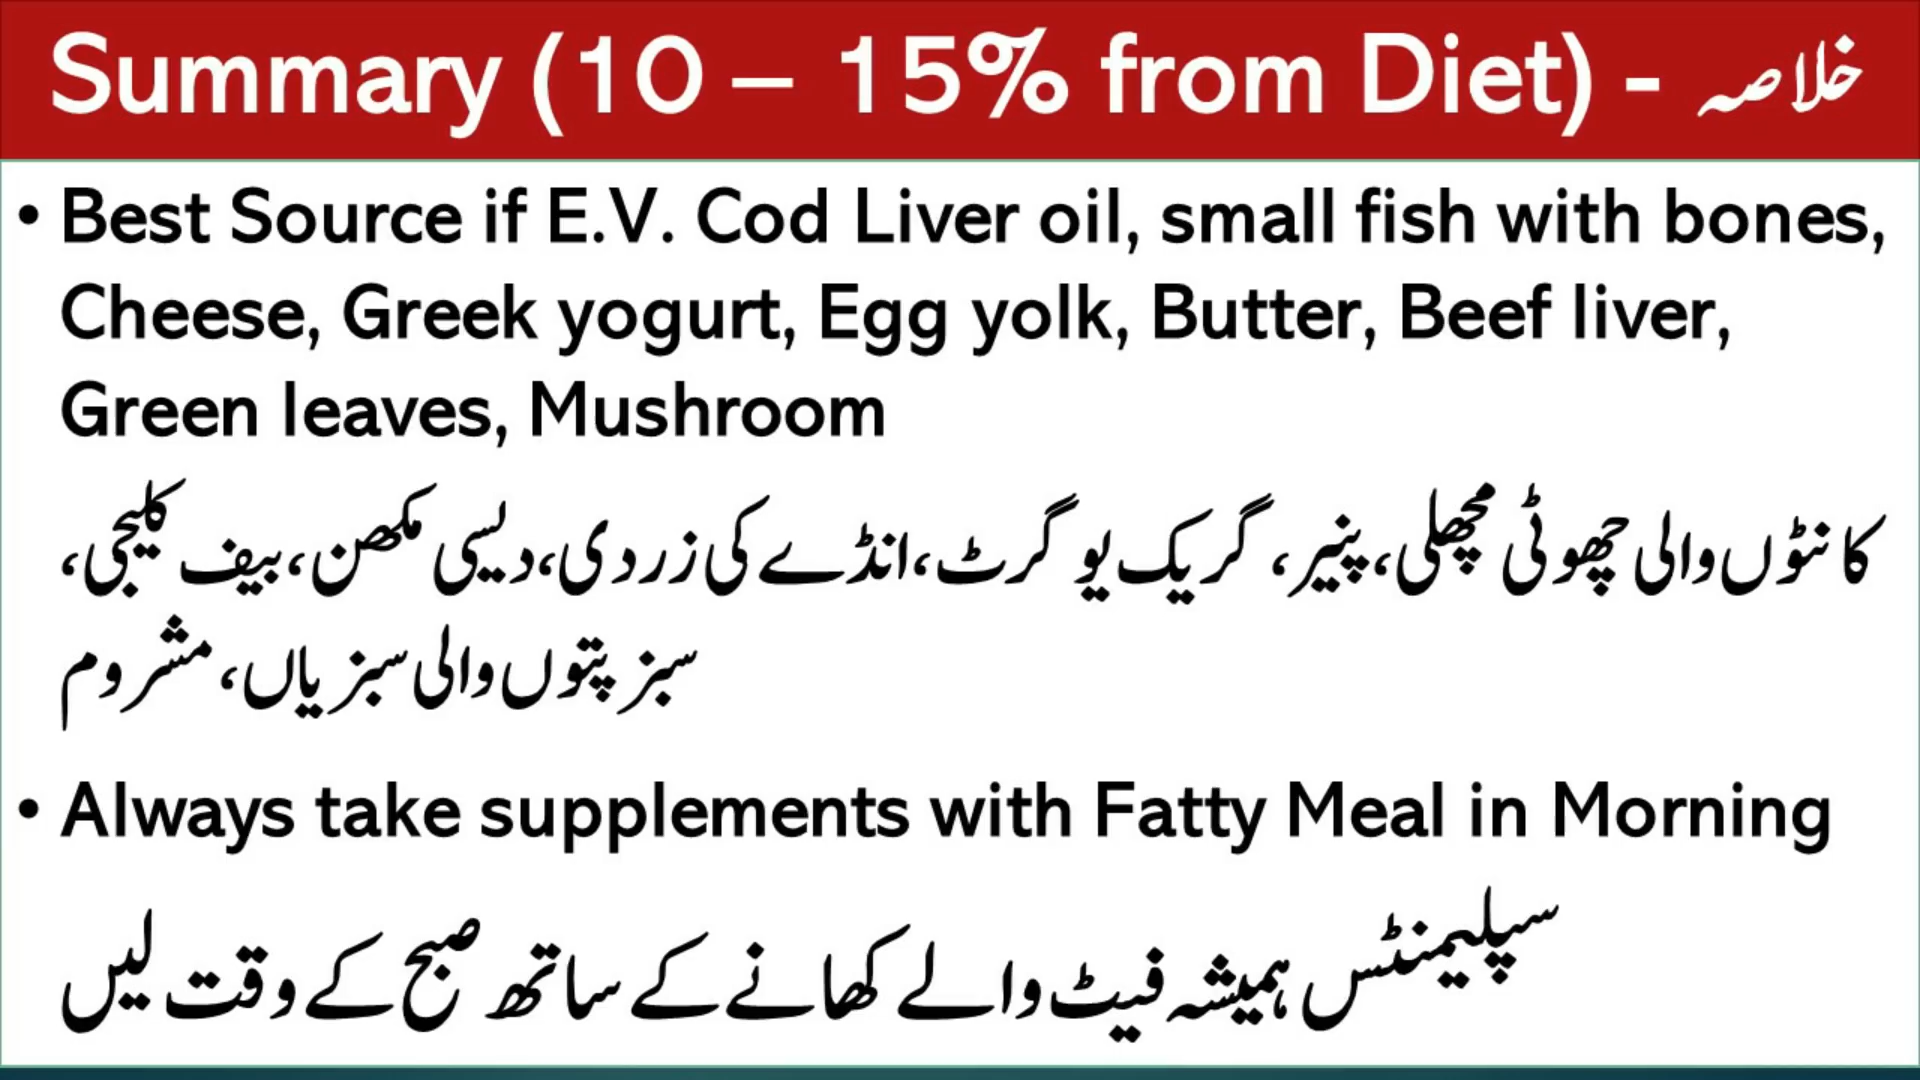 Summary (10 – 15% from Diet) - خلاصہ
• Best Source if E.V. Cod Liver oil, small fish with bones,
Cheese, Greek yogurt, Egg yolk, Butter, Beef liver,
Green leaves, Mushroom
کانٹوں والی چھوٹی مچھلی، پنیر، گریک یوگرٹ، انڈے کی زردی، دیسی مکھن، بیف کلیجی،
سبز پتوں والی سبزیاں، مشروم
• Always take supplements with Fatty Meal in Morning
سپلیمنٹس ہمیشہ فیٹ والے کھانے کے ساتھ صبح کے وقت لیں